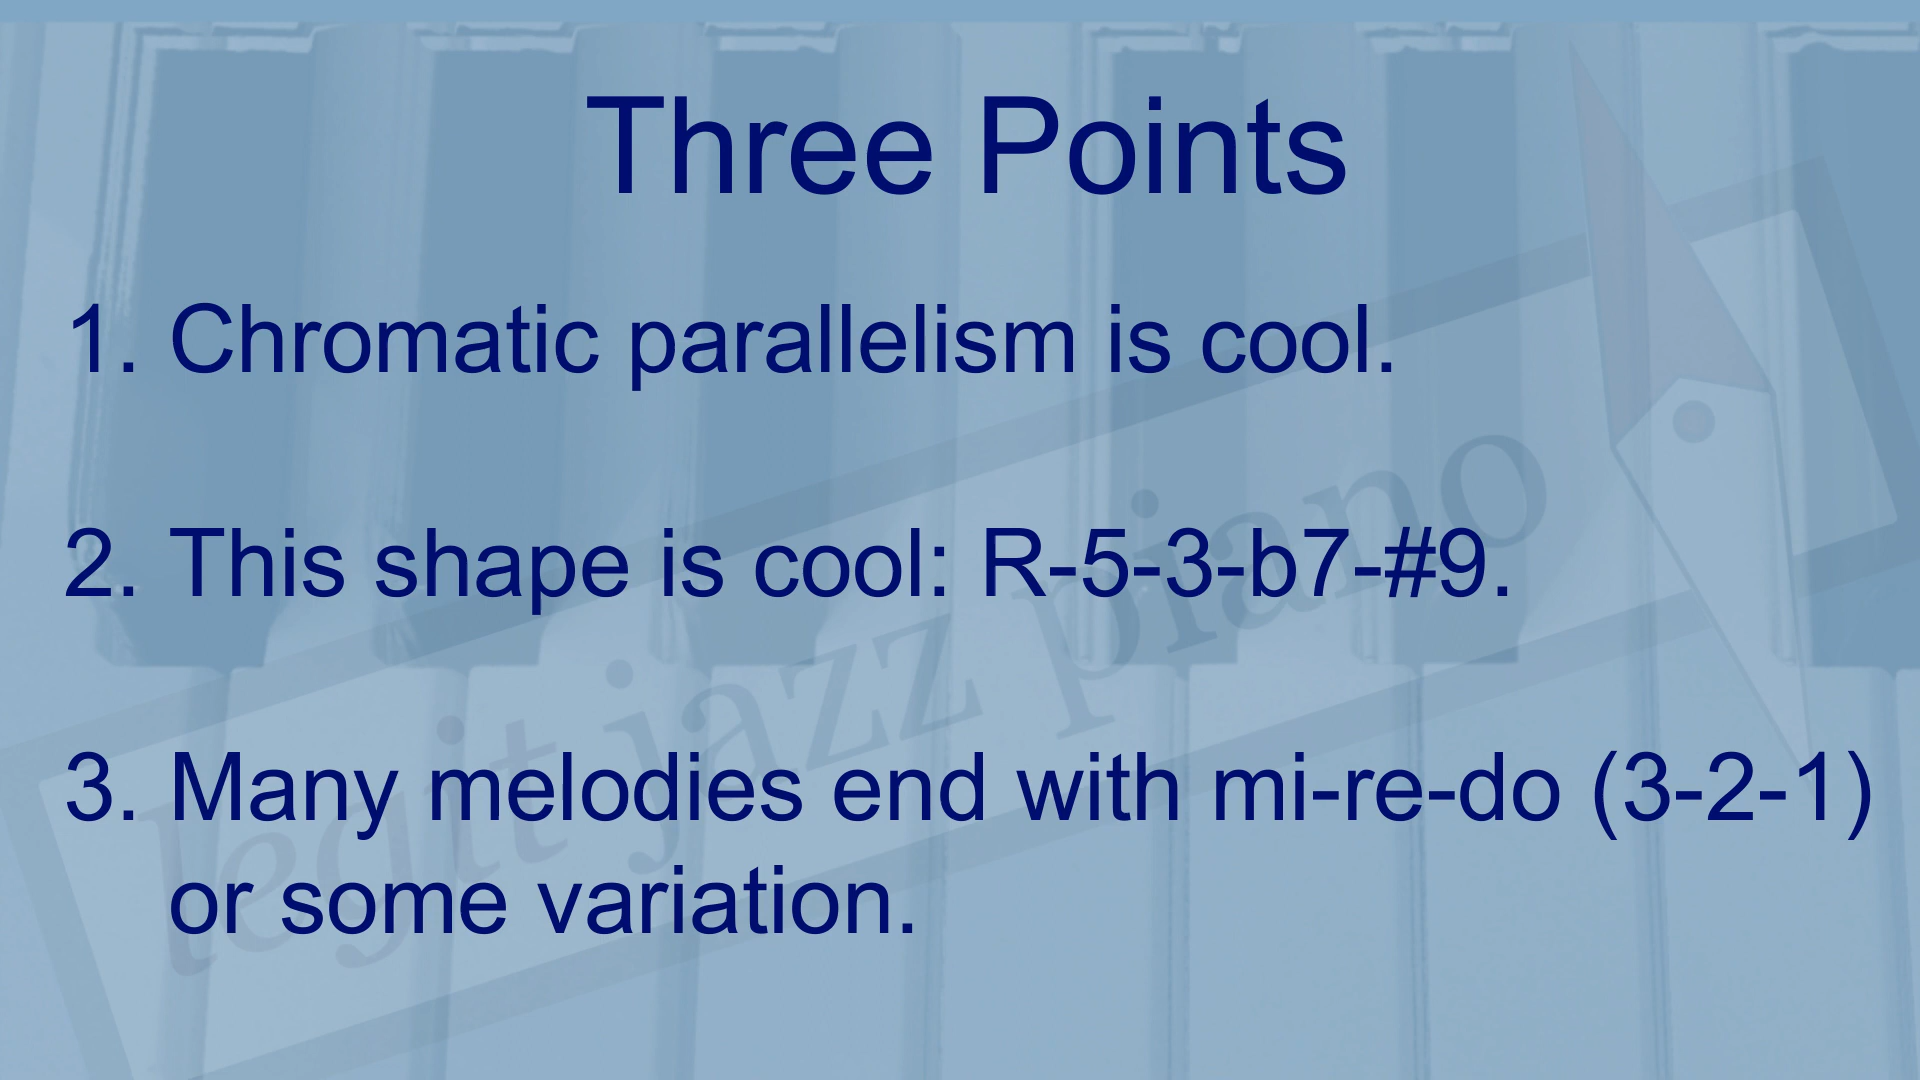 Three Points
1. Chromatic parallelism is cool.
2. This shape is cool: R-5-3-b7-#9.
3. Many melodies end with mi-re-do (3-2-1)
or some variation.
legit jazz piano